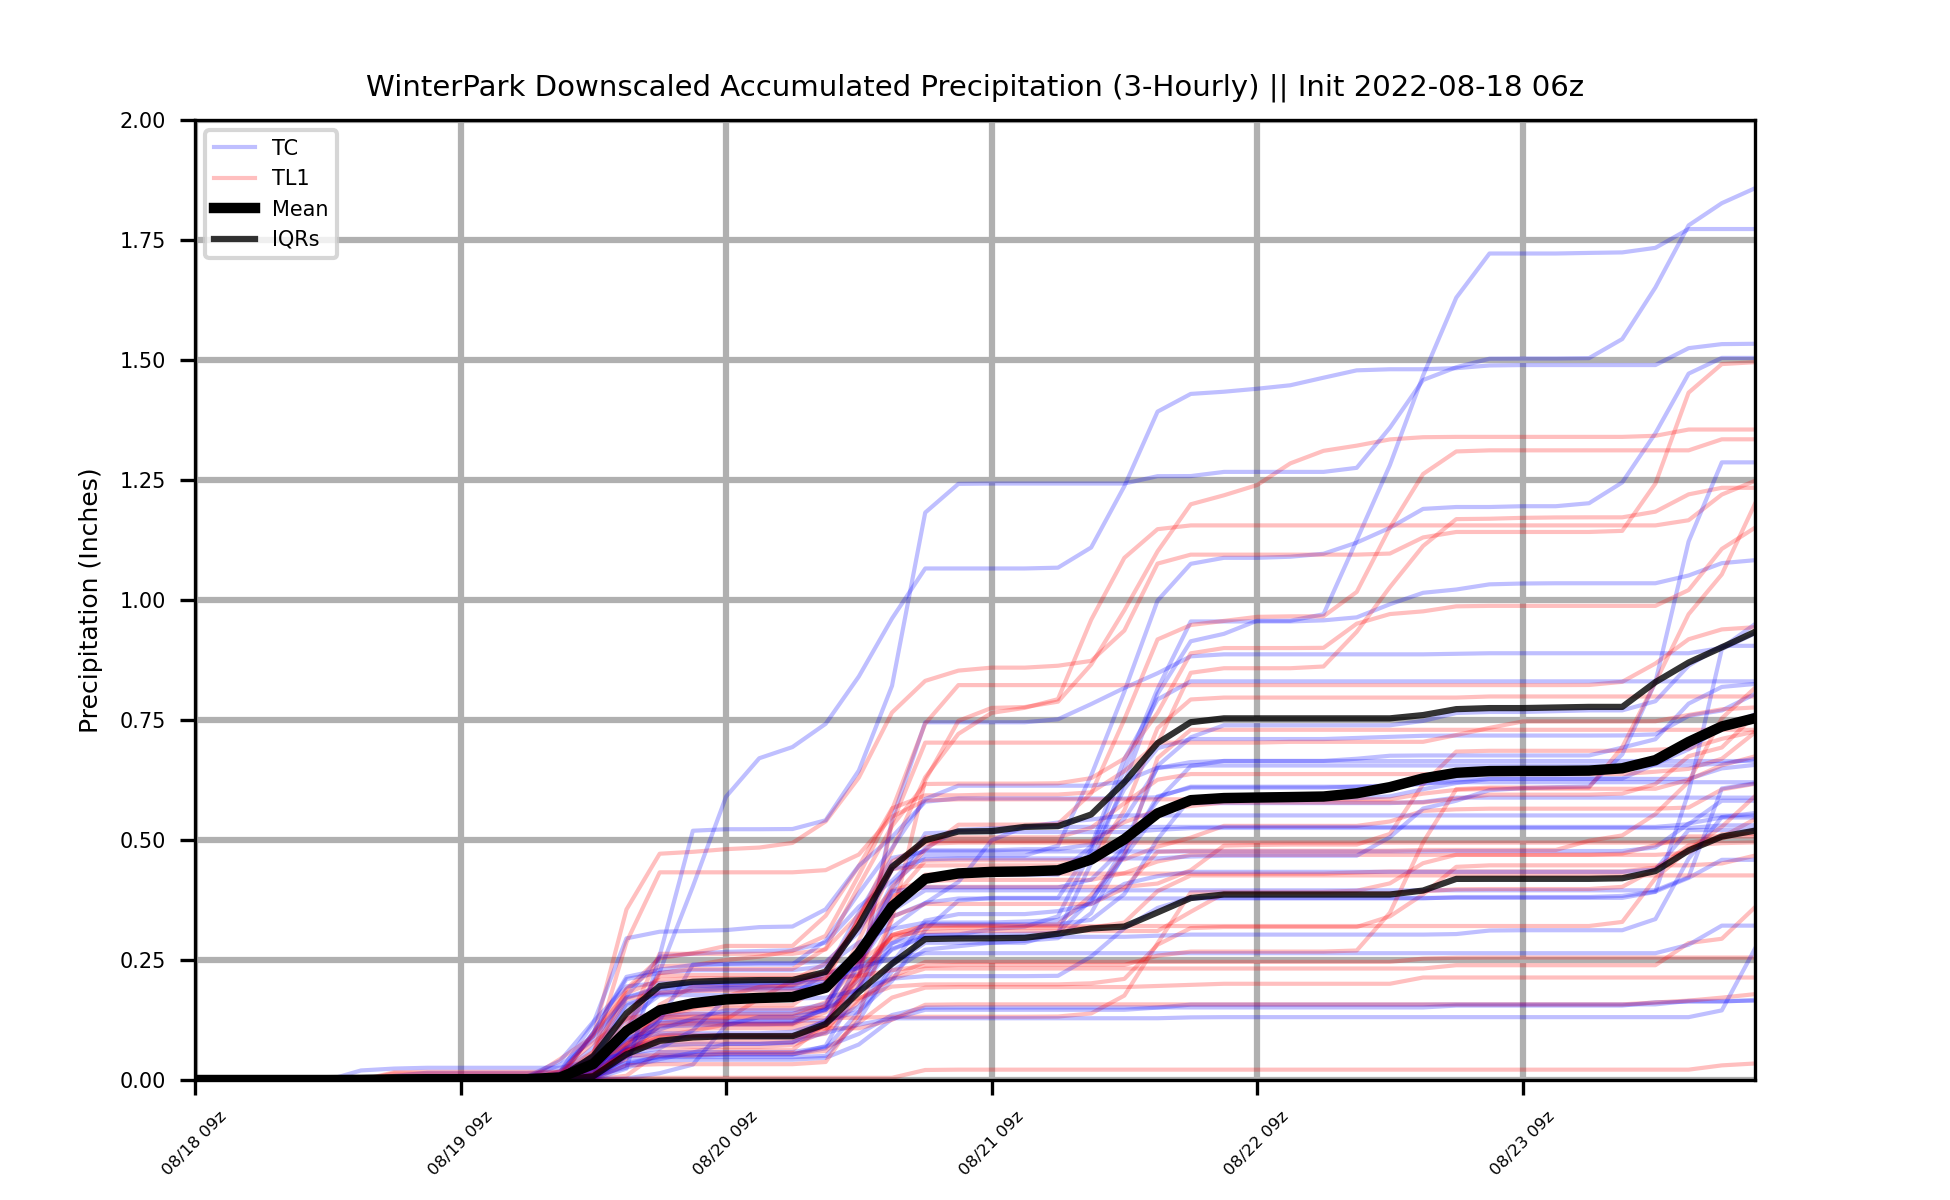 WinterPark Downscaled Accumulated Precipitation (3-Hourly) || Init 2022-08-18 06z
2.00
1.75
1.50
1.25
1.00
0.75
0.50
0.25
0.00
Precipitation (Inches)
TC
TL1
Mean
IQRs
08/18 09z
08/19 09z
08/20 09z
08/21 09z
08/22 09z
08/23 09z